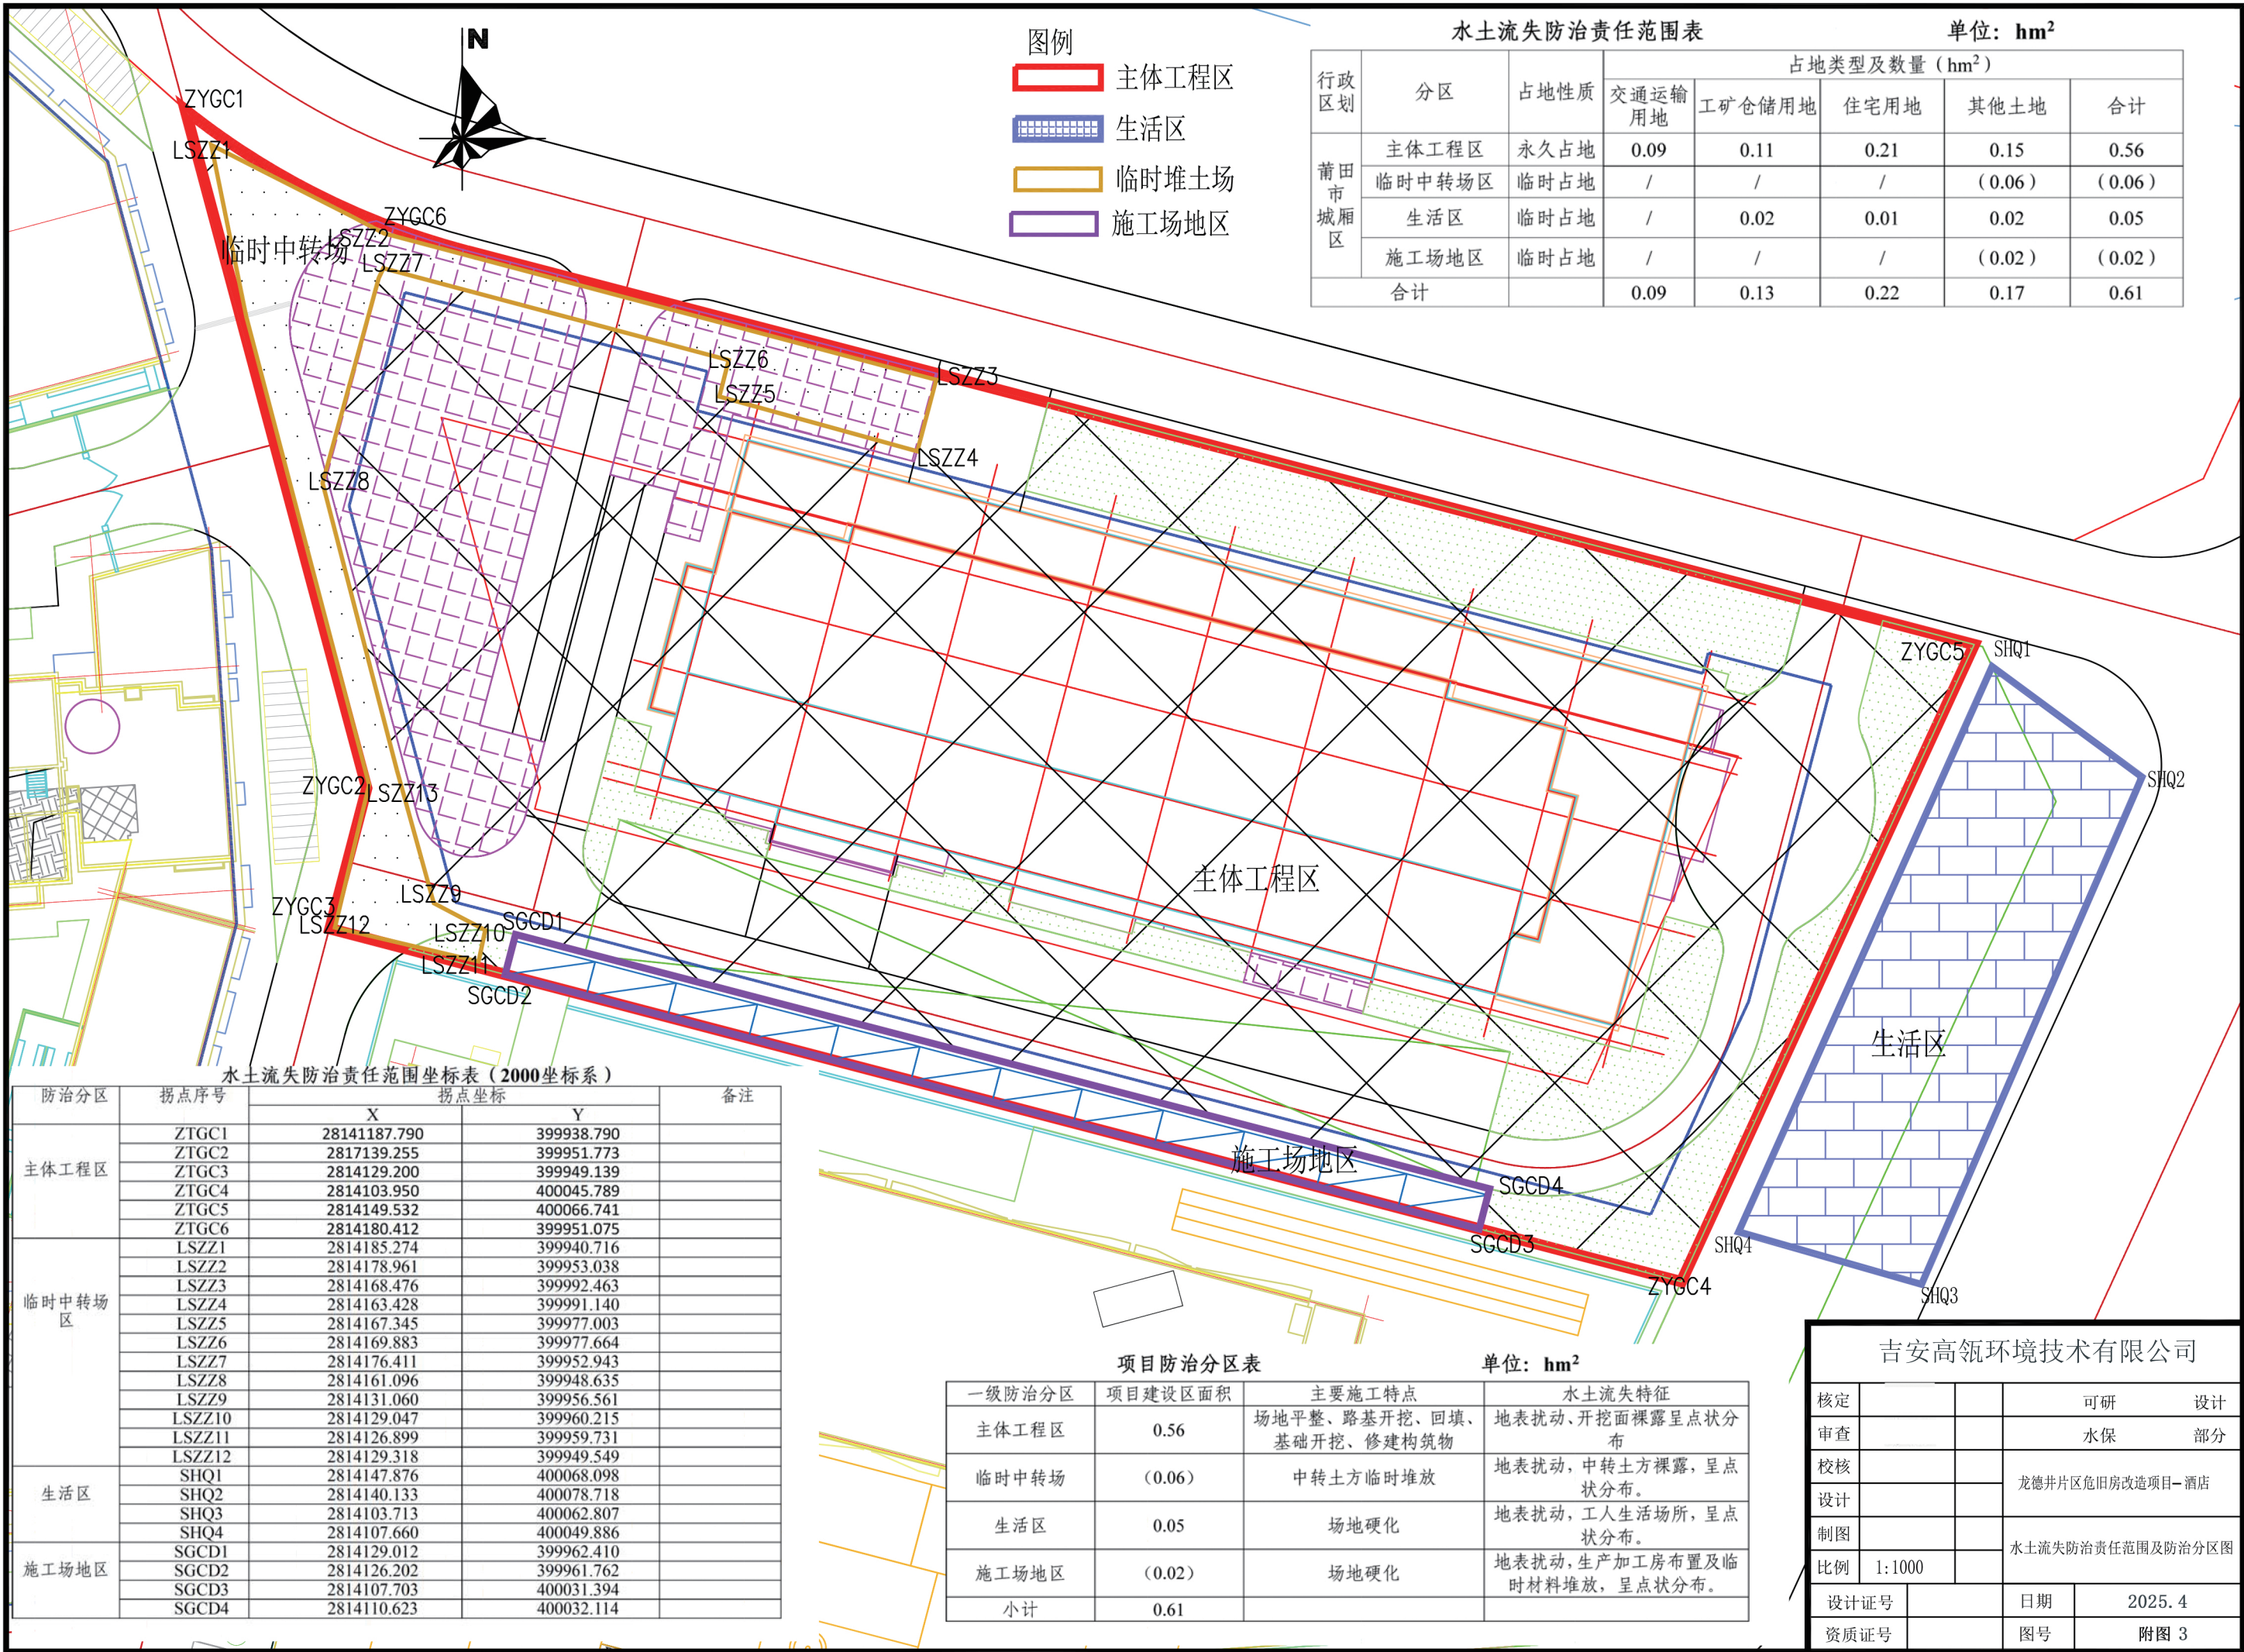 N
图例
主体工程区
生活区
临时堆土场
施工场地区
水土流失防治责任范围表 单位：hm²
行政区划 分区 占地性质 占地类型及数量（hm²）
交通运输用地 工矿仓储用地 住宅用地 其他土地 合计
莆田市城厢区
主体工程区 永久占地 0.09 0.11 0.21 0.15 0.56
临时中转场区 临时占地 / / / （0.06） （0.06）
生活区 临时占地 / 0.02 0.01 0.02 0.05
施工场地区 临时占地 / / / （0.02） （0.02）
合计 0.09 0.13 0.22 0.17 0.61
ZYGC1
LSZZ1
ZYGC6
LSZZ2
临时中转场
LSZZ7
LSZZ6
LSZZ3
LSZZ5
LSZZ4
LSZZ8
ZYGC5
SHQ1
SHQ2
ZYGC2
LSZZ13
主体工程区
LSZZ9
ZYGC3
LSZZ12
LSZZ10
SGCD1
LSZZ11
SGCD2
生活区
施工场地区
SGCD4
SGCD3
SHQ4
ZYGC4
SHQ3
水土流失防治责任范围坐标表（2000坐标系）
防治分区 拐点序号 拐点坐标 备注
X Y
主体工程区
ZTGC1 28141187.790 399938.790
ZTGC2 2817139.255 399951.773
ZTGC3 2814129.200 399949.139
ZTGC4 2814103.950 400045.789
ZTGC5 2814149.532 400066.741
ZTGC6 2814180.412 399951.075
临时中转场区
LSZZ1 2814185.274 399940.716
LSZZ2 2814178.961 399953.038
LSZZ3 2814168.476 399992.463
LSZZ4 2814163.428 399991.140
LSZZ5 2814167.345 399977.003
LSZZ6 2814169.883 399977.664
LSZZ7 2814176.411 399952.943
LSZZ8 2814161.096 399948.635
LSZZ9 2814131.060 399956.561
LSZZ10 2814129.047 399960.215
LSZZ11 2814126.899 399959.731
LSZZ12 2814129.318 399949.549
生活区
SHQ1 2814147.876 400068.098
SHQ2 2814140.133 400078.718
SHQ3 2814103.713 400062.807
SHQ4 2814107.660 400049.886
施工场地区
SGCD1 2814129.012 399962.410
SGCD2 2814126.202 399961.762
SGCD3 2814107.703 400031.394
SGCD4 2814110.623 400032.114
项目防治分区表 单位：hm²
一级防治分区 项目建设区面积 主要施工特点 水土流失特征
主体工程区 0.56 场地平整、路基开挖、回填、基础开挖、修建构筑物 地表扰动、开挖面裸露呈点状分布
临时中转场 （0.06） 中转土方临时堆放 地表扰动，中转土方裸露，呈点状分布。
生活区 0.05 场地硬化 地表扰动，工人生活场所，呈点状分布。
施工场地区 （0.02） 场地硬化 地表扰动，生产加工房布置及临时材料堆放，呈点状分布。
小计 0.61
吉安高瓴环境技术有限公司
核定 可研 设计
审查 水保 部分
校核
设计
龙德井片区危旧房改造项目-酒店
制图
水土流失防治责任范围及防治分区图
比例 1:1000
设计证号 日期 2025.4
资质证号 图号 附图 3